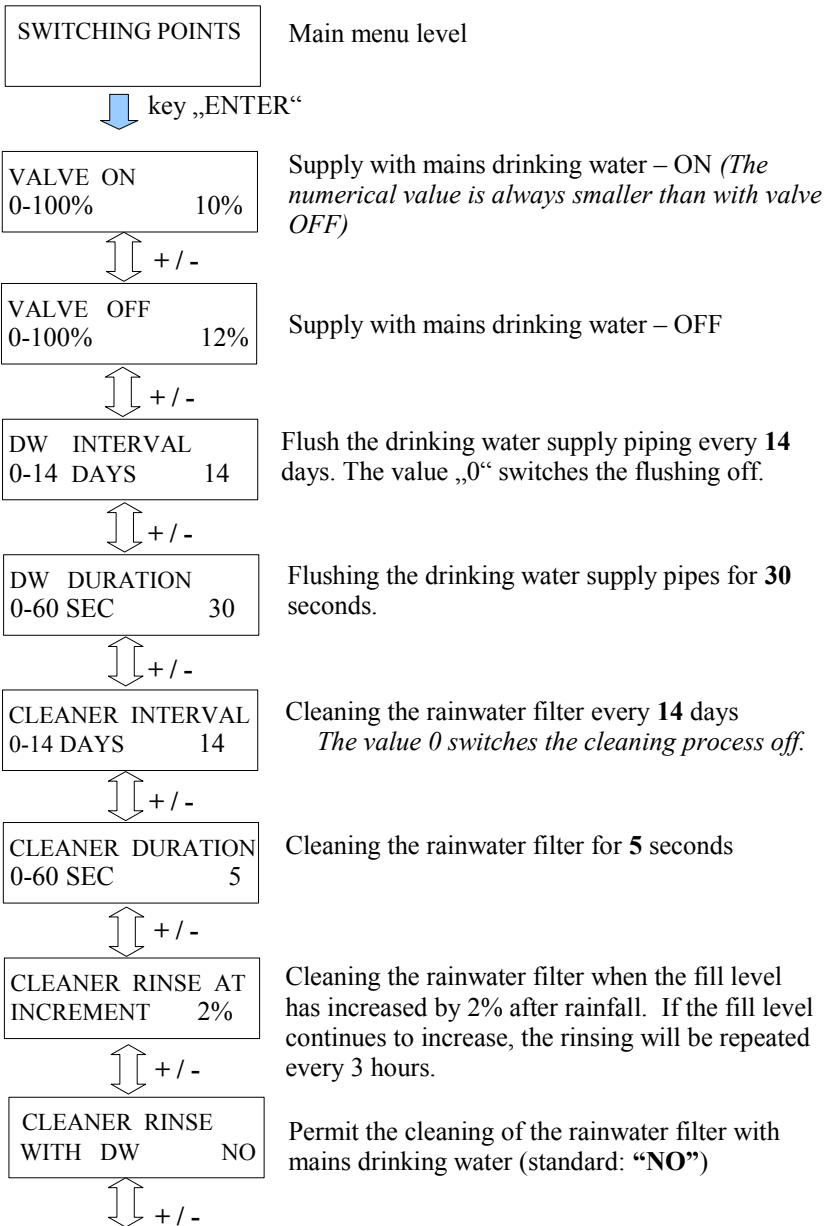 SWITCHING POINTS
Main menu level
key „ENTER“
VALVE ON
0-100% 10%
Supply with mains drinking water – ON (The
numerical value is always smaller than with valve
OFF)
+ / -
VALVE OFF
0-100% 12%
Supply with mains drinking water – OFF
+ / -
DW INTERVAL
0-14 DAYS 14
Flush the drinking water supply piping every 14
days. The value „0“ switches the flushing off.
+ / -
DW DURATION
0-60 SEC 30
Flushing the drinking water supply pipes for 30
seconds.
+ / -
CLEANER INTERVAL
0-14 DAYS 14
Cleaning the rainwater filter every 14 days
The value 0 switches the cleaning process off.
+ / -
CLEANER DURATION
0-60 SEC 5
Cleaning the rainwater filter for 5 seconds
+ / -
CLEANER RINSE AT
INCREMENT 2%
Cleaning the rainwater filter when the fill level
has increased by 2% after rainfall. If the fill level
continues to increase, the rinsing will be repeated
every 3 hours.
+ / -
CLEANER RINSE
WITH DW NO
Permit the cleaning of the rainwater filter with
mains drinking water (standard: “NO”)
+ / -